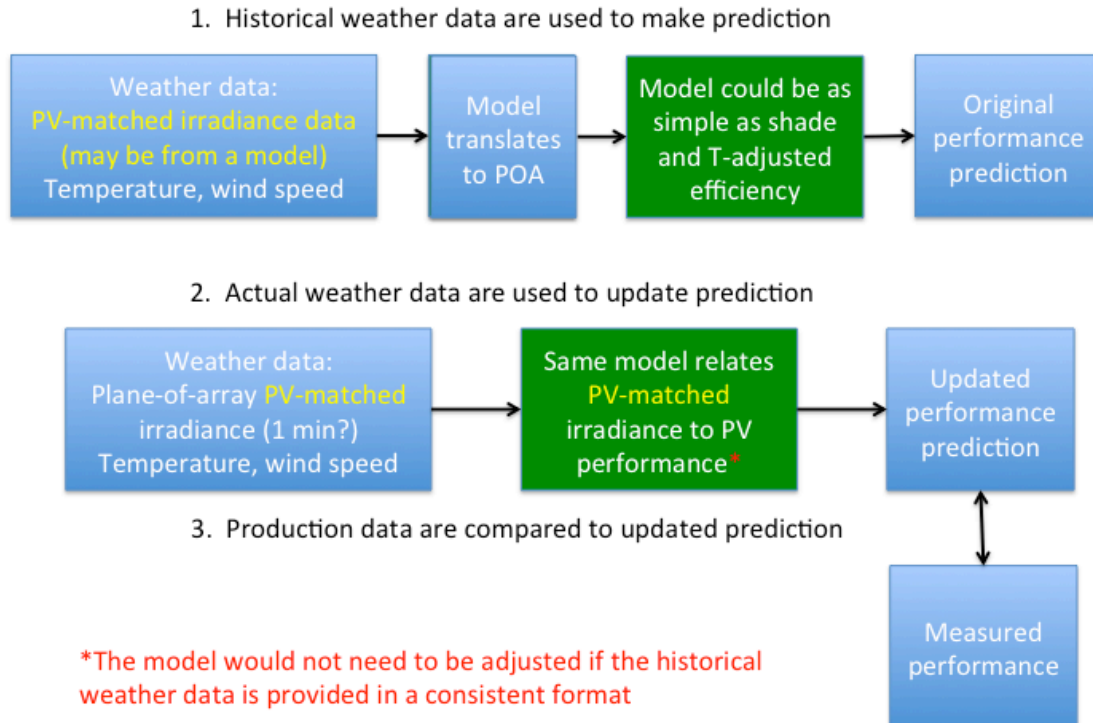 1. Historical weather data are used to make prediction
Weather data:
PV-matched irradiance data
(may be from a model)
Temperature, wind speed
Model
translates
to POA
Model could be as
simple as shade
and T-adjusted
efficiency
Original
performance
prediction
2. Actual weather data are used to update prediction
Weather data:
Plane-of-array PV-matched
irradiance (1 min?)
Temperature, wind speed
Same model relates
PV-matched
irradiance to PV
performance*
Updated
performance
prediction
3. Production data are compared to updated prediction
Measured
performance
*The model would not need to be adjusted if the historical
weather data is provided in a consistent format